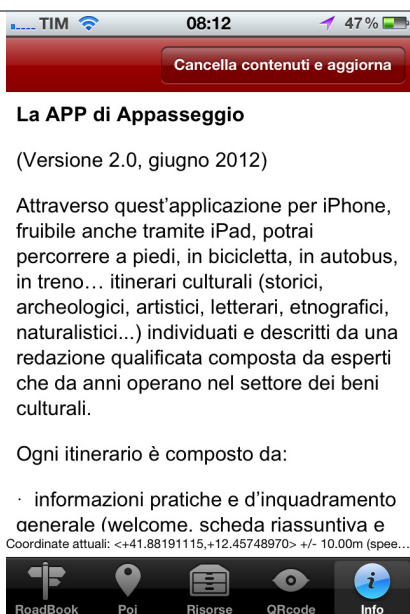 TIM 08:12 47%
Cancella contenuti e aggiorna
La APP di Appasseggio
(Versione 2.0, giugno 2012)
Attraverso quest'applicazione per iPhone,
fruibile anche tramite iPad, potrai
percorrere a piedi, in bicicletta, in autobus,
in treno… itinerari culturali (storici,
archeologici, artistici, letterari, etnografici,
naturalistici...) individuati e descritti da una
redazione qualificata composta da esperti
che da anni operano nel settore dei beni
culturali.
Ogni itinerario è composto da:
· informazioni pratiche e d'inquadramento
generale (welcome, scheda riassuntiva e
Coordinate attuali: <+41.88191115,+12.45748970> +/- 10.00m (spee...
RoadBook Poi Risorse QRcode Info